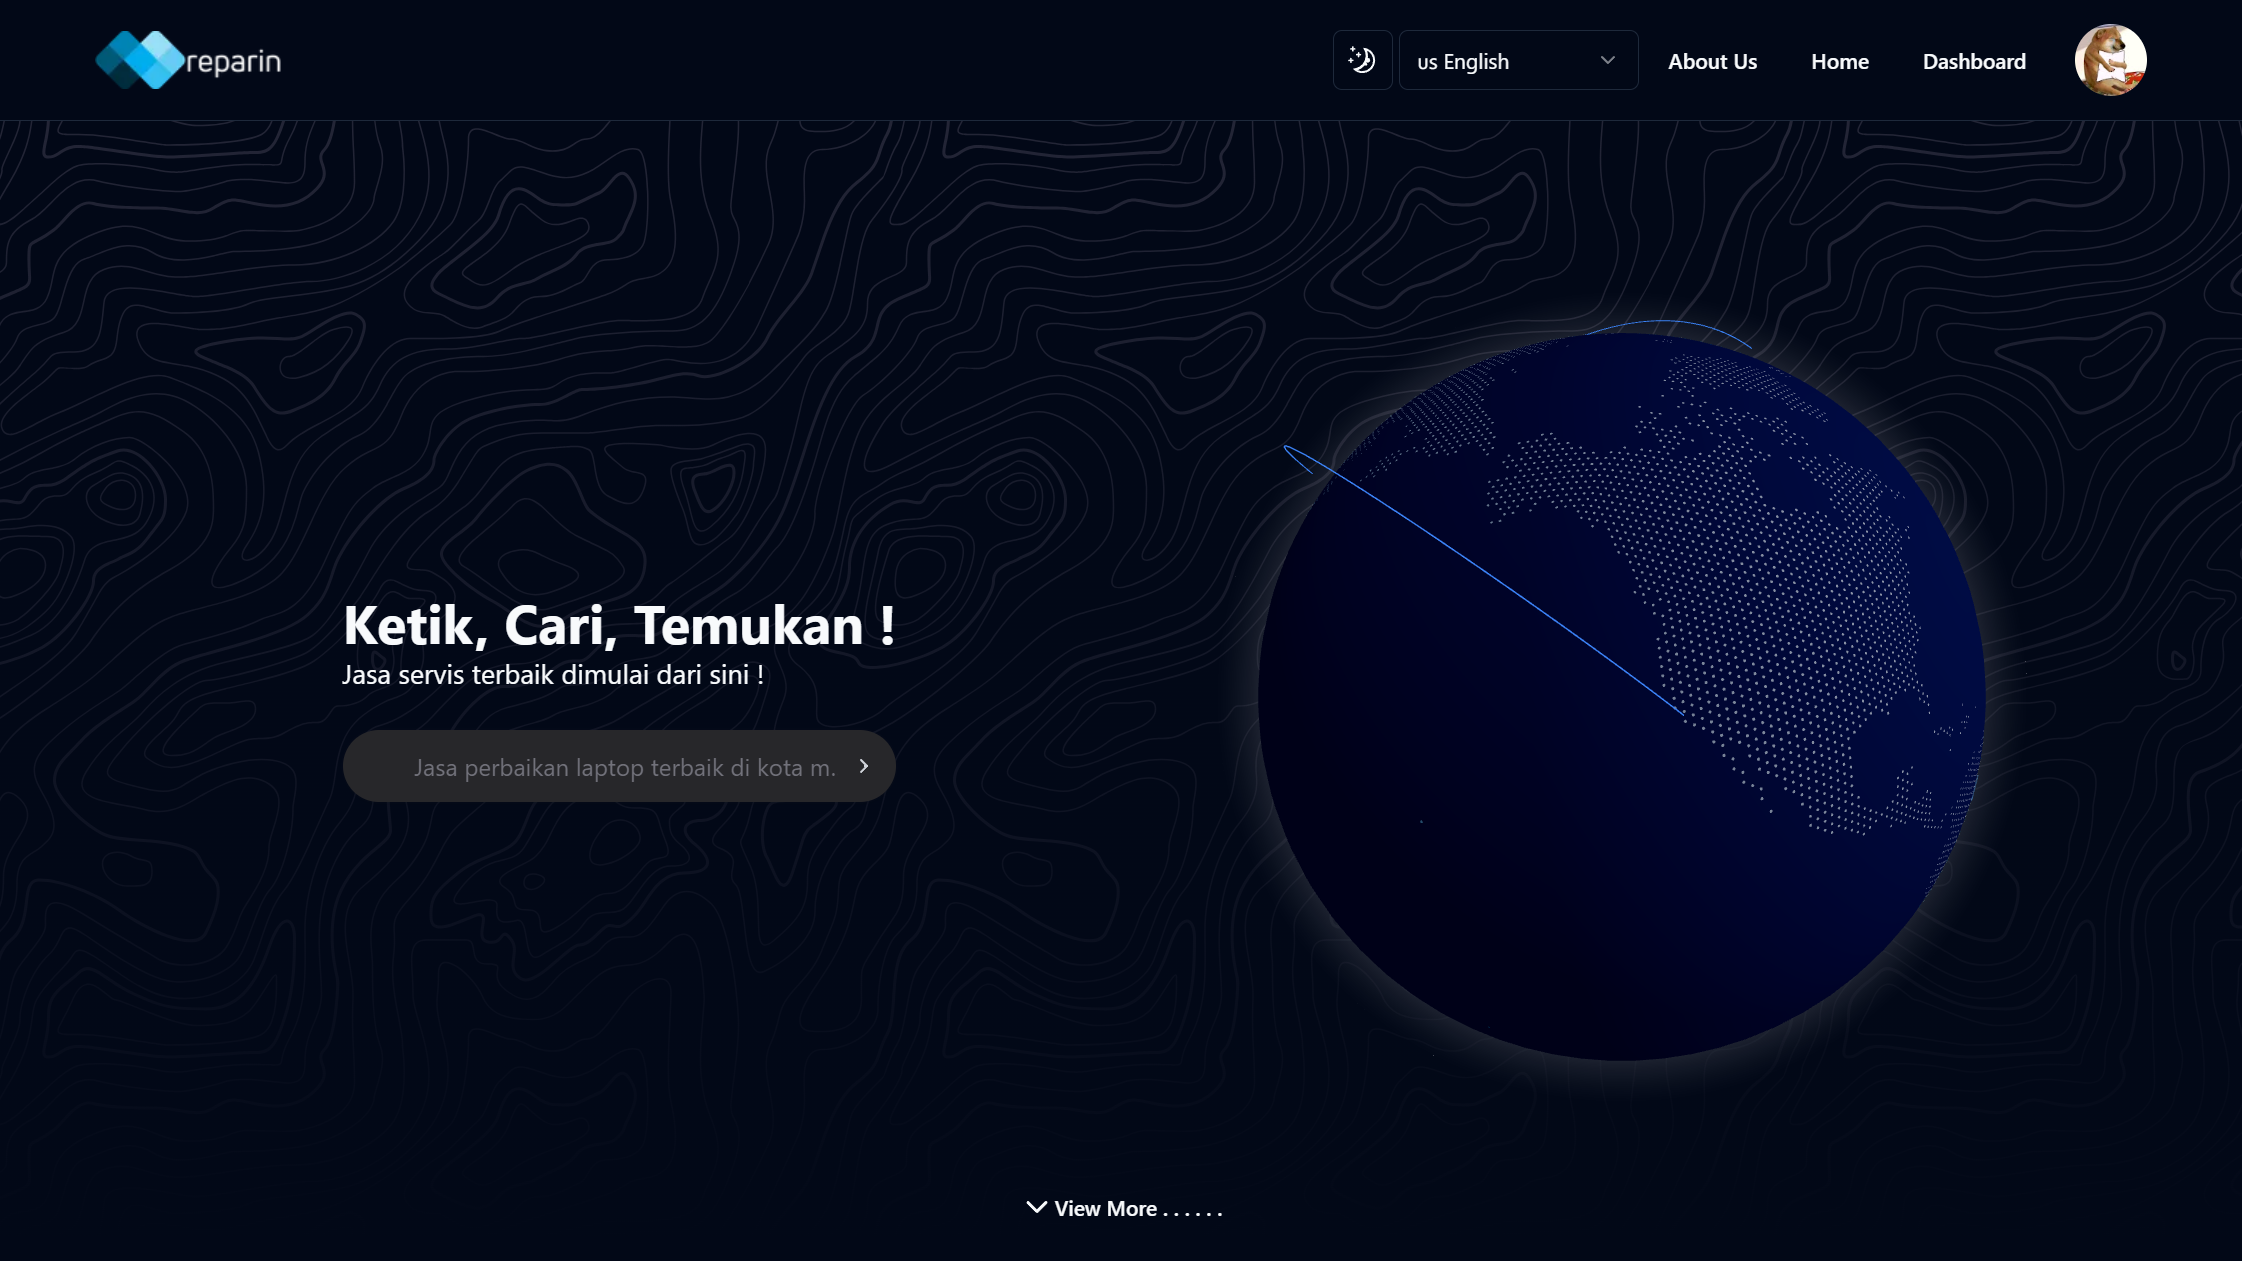 reparin
us English
About Us
Home
Dashboard
Ketik, Cari, Temukan !
Jasa servis terbaik dimulai dari sini !
Jasa perbaikan laptop terbaik di kota m.
View More . . . . . .